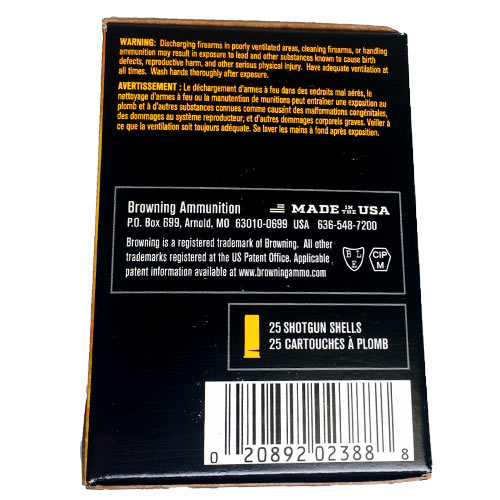 WARNING: Discharging firearms in poorly ventilated areas, cleaning firearms, or handling
ammunition may result in exposure to lead and other substances known to cause birth
defects, reproductive harm, and other serious physical injury. Have adequate ventilation at
all times. Wash hands thoroughly after exposure.
AVERTISSEMENT : Le déchargement d'armes à feu dans des endroits mal aérés, le
nettoyage d'armes à feu ou la manutention de munitions peut entraîner une exposition au
plomb et à d'autres substances connues comme causant des malformations congénitales,
des dommages au système reproducteur, et d'autres dommages corporels graves. Veiller à
ce que la ventilation soit toujours adéquate. Se laver les mains à fond après exposition.
Browning Ammunition MADE IN THE USA
P.O. Box 699, Arnold, MO 63010-0699 USA 636-548-7200
Browning is a registered trademark of Browning. All other
trademarks registered at the US Patent Office. Applicable
patent information available at www.browningammo.com
B L E
CIP M
25 SHOTGUN SHELLS
25 CARTOUCHES À PLOMB
0 20892 02388 8